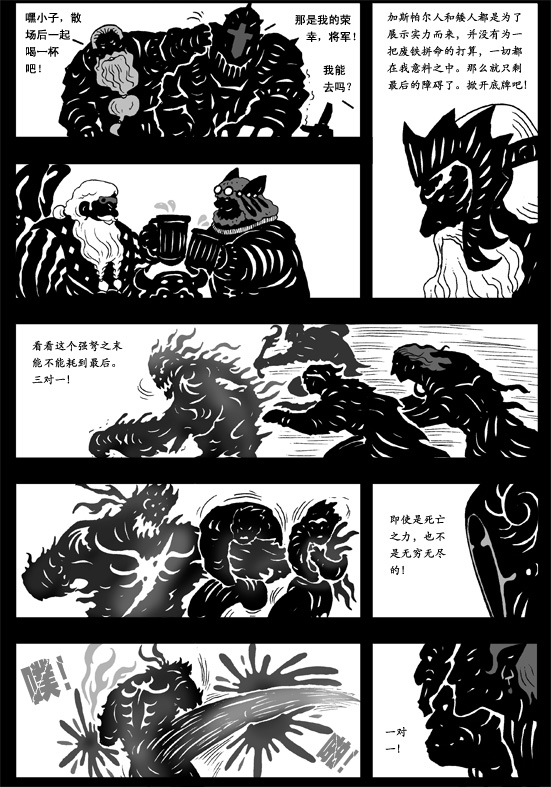 嘿小子，散
场后一起
喝一杯
吧！
那是我的荣
幸，将军！
我能
去吗？
加斯帕尔人和矮人都是为了
展示实力而来，并没有为一
把废铁拼命的打算，一切都
在我意料之中。那么就只剩
最后的障碍了。掀开底牌吧！
看看这个强弩之末
能不能耗到最后。
三对一！
即使是死亡
之力，也不
是无穷无尽
的！
噗！
一对
一！